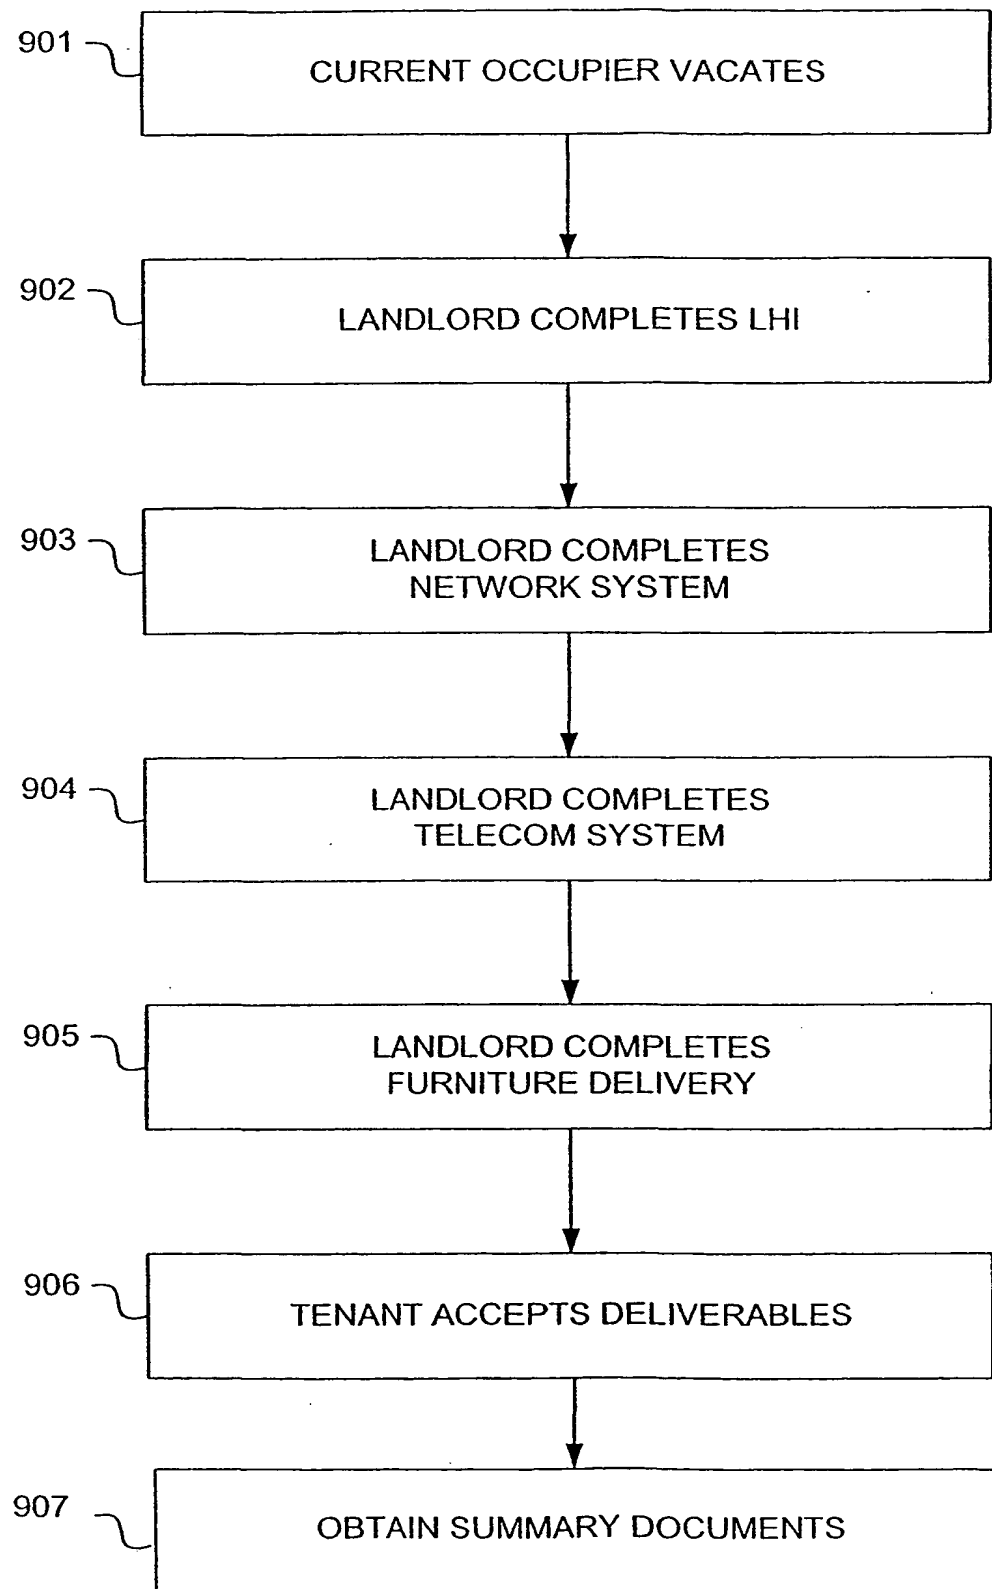 901
CURRENT OCCUPIER VACATES
902
LANDLORD COMPLETES LHI
903
LANDLORD COMPLETES
NETWORK SYSTEM
904
LANDLORD COMPLETES
TELECOM SYSTEM
905
LANDLORD COMPLETES
FURNITURE DELIVERY
906
TENANT ACCEPTS DELIVERABLES
907
OBTAIN SUMMARY DOCUMENTS